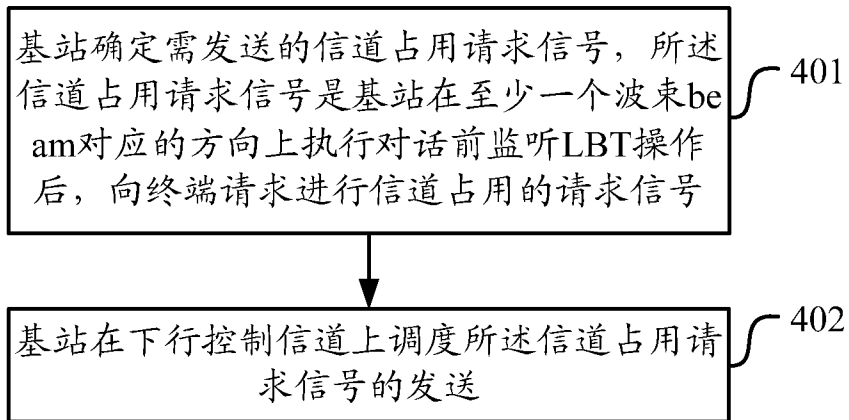 基站确定需发送的信道占用请求信号，所述
信道占用请求信号是基站在至少一个波束be
am对应的方向上执行对话前监听LBT操作
后，向终端请求进行信道占用的请求信号
401
基站在下行控制信道上调度所述信道占用请
求信号的发送
402